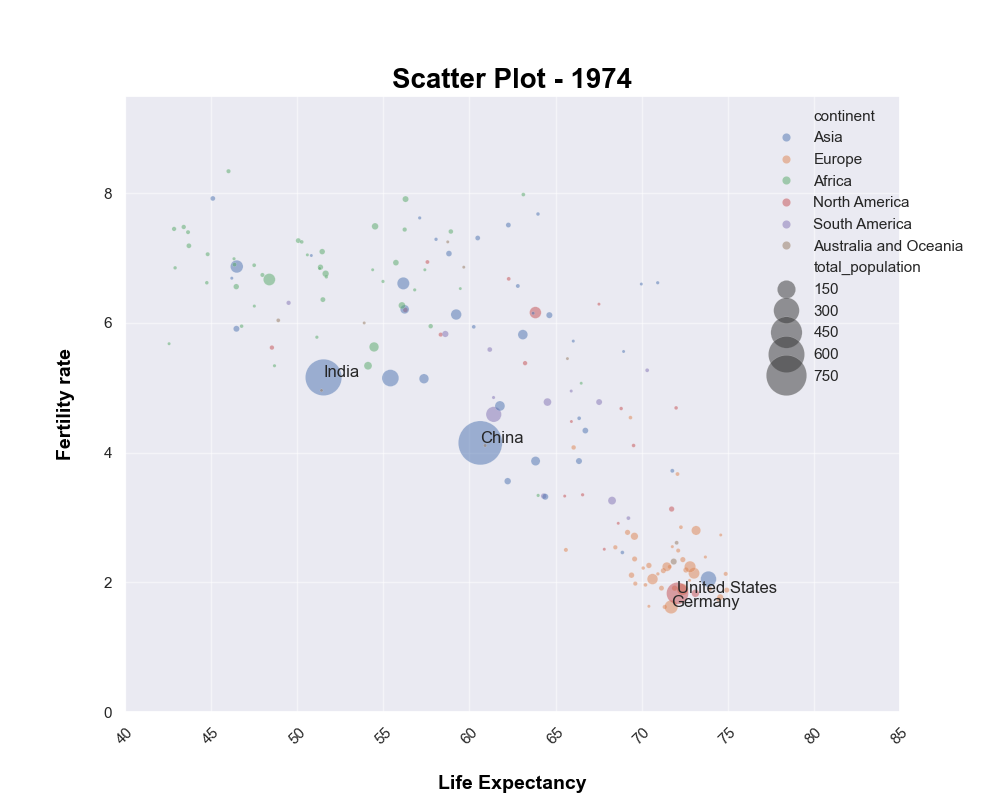 Scatter Plot - 1974
continent
Asia
Europe
Africa
North America
South America
Australia and Oceania
total_population
150
300
450
600
750
8
6
4
2
0
Fertility rate
India
China
United States
Germany
40 45 50 55 60 65 70 75 80 85
Life Expectancy